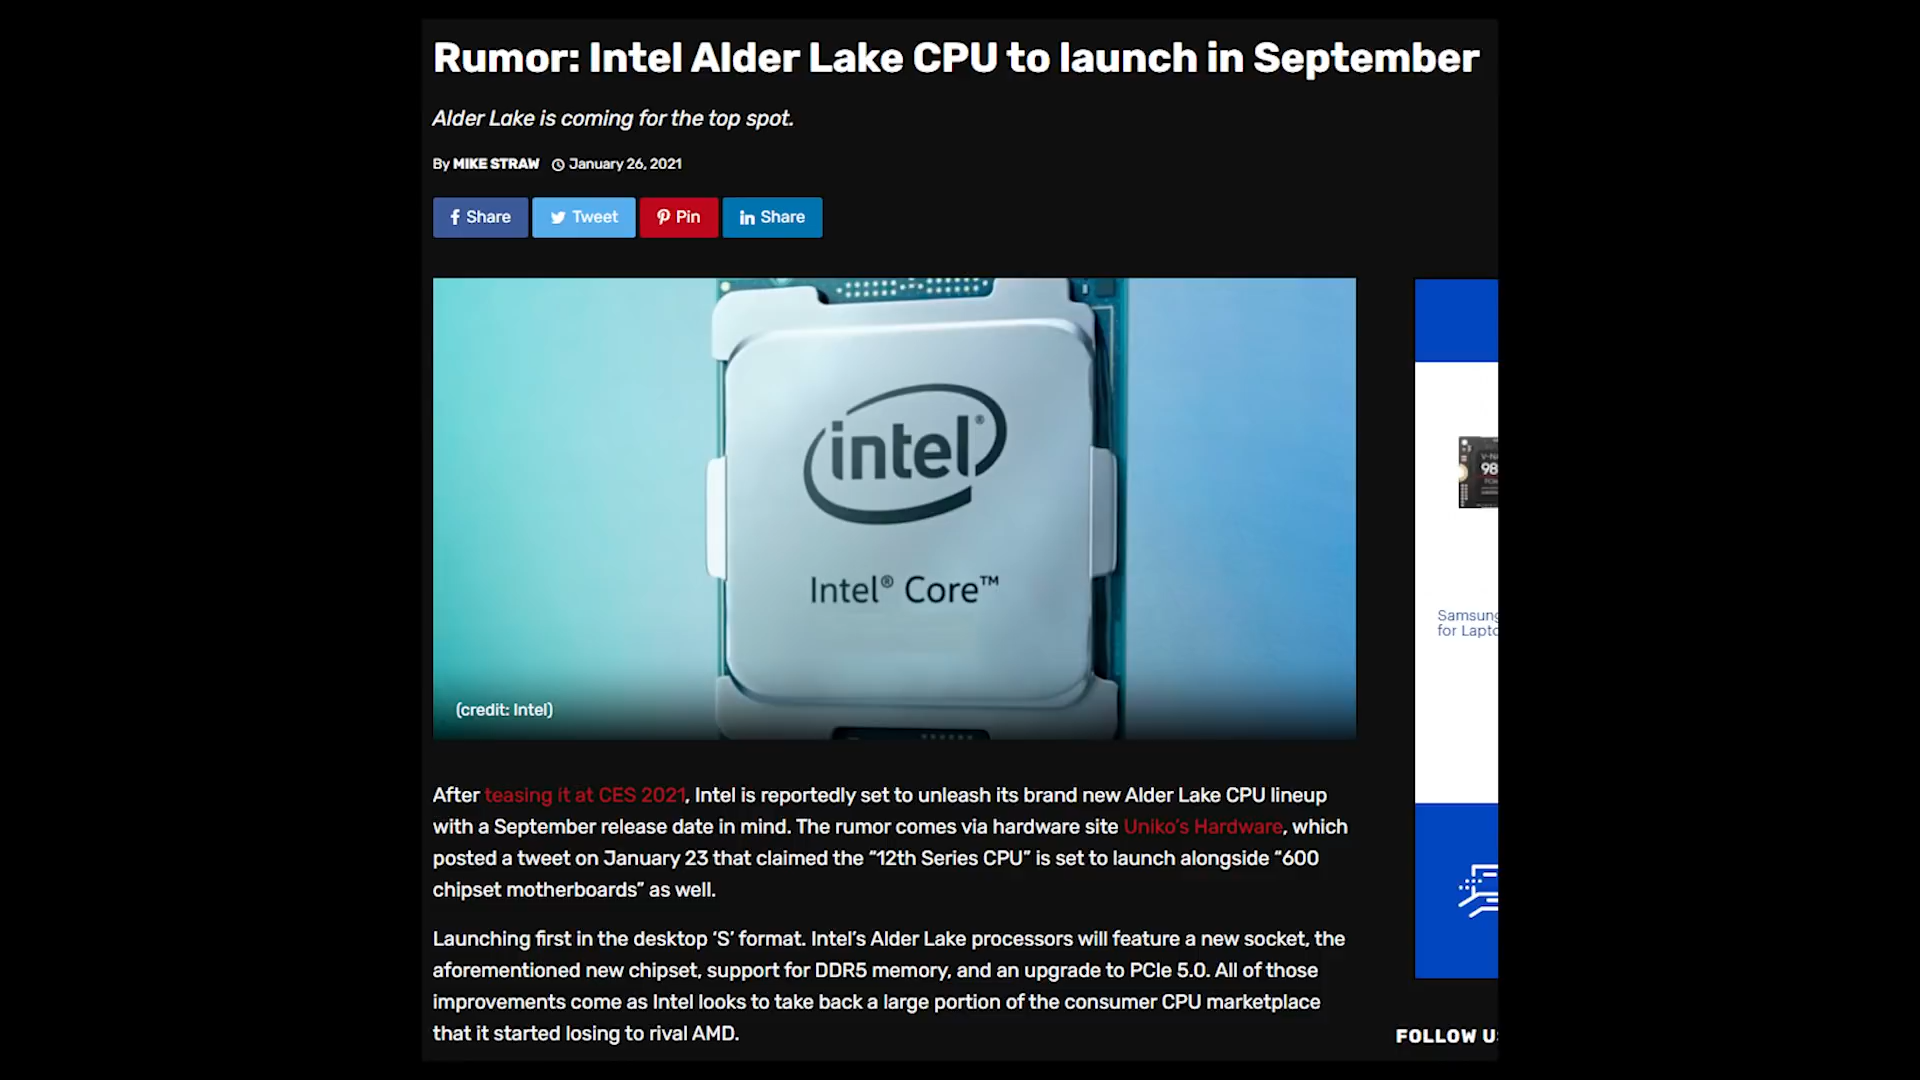 Rumor: Intel Alder Lake CPU to launch in September
Alder Lake is coming for the top spot.
By MIKE STRAW January 26, 2021
Share Tweet Pin Share
intel®
Intel® Core™
(credit: Intel)
After teasing it at CES 2021, Intel is reportedly set to unleash its brand new Alder Lake CPU lineup
with a September release date in mind. The rumor comes via hardware site Uniko's Hardware, which
posted a tweet on January 23 that claimed the “12th Series CPU” is set to launch alongside “600
chipset motherboards” as well.
Launching first in the desktop ‘S’ format. Intel’s Alder Lake processors will feature a new socket, the
aforementioned new chipset, support for DDR5 memory, and an upgrade to PCIe 5.0. All of those
improvements come as Intel looks to take back a large portion of the consumer CPU marketplace
that it started losing to rival AMD.
98
Samsung
for
FOLLOW